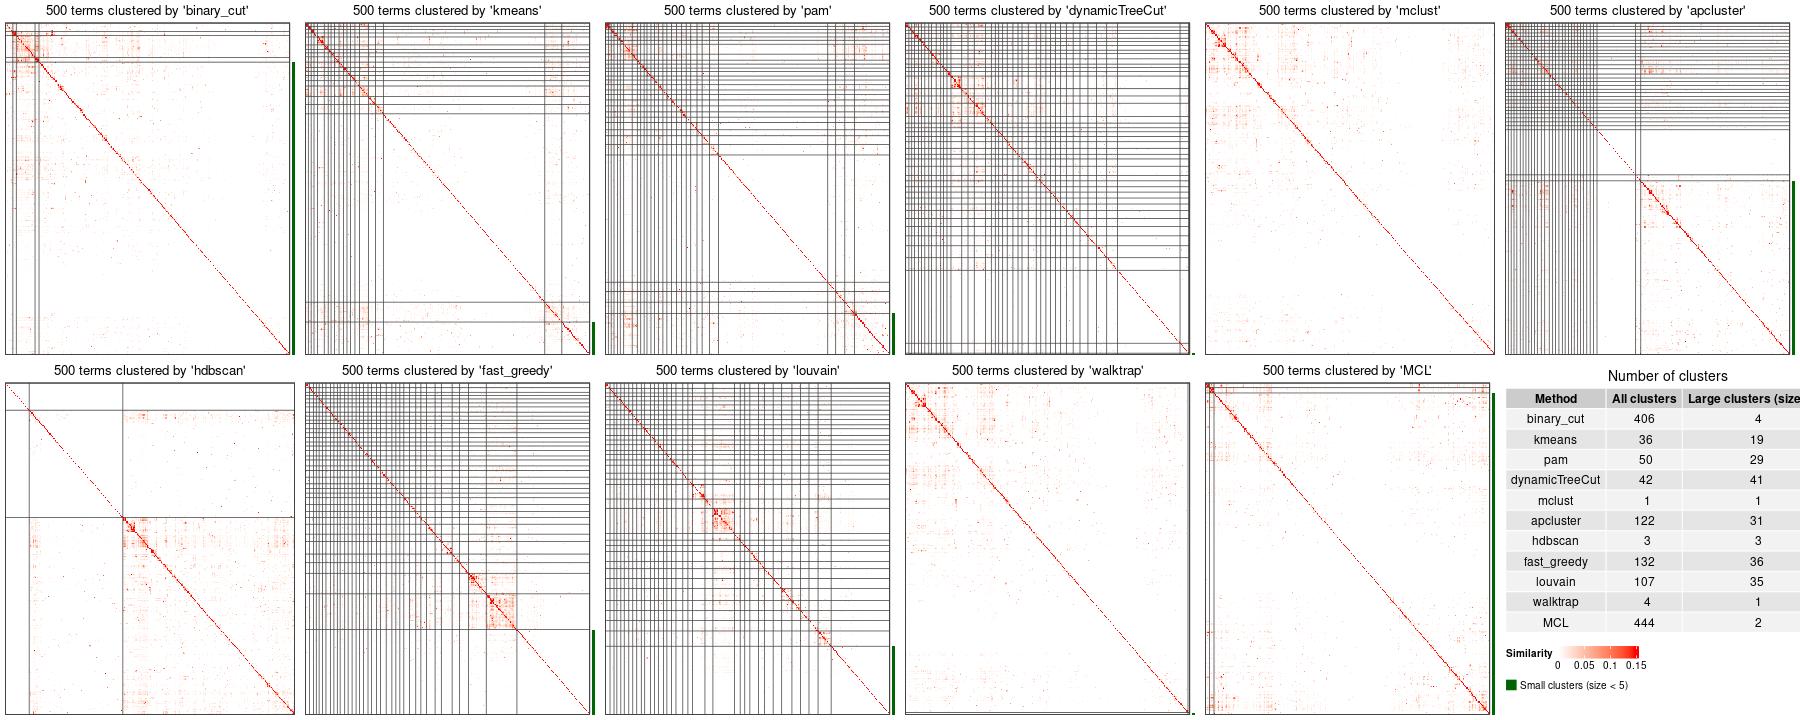 500 terms clustered by 'binary_cut'
500 terms clustered by 'kmeans'
500 terms clustered by 'pam'
500 terms clustered by 'dynamicTreeCut'
500 terms clustered by 'mclust'
500 terms clustered by 'apcluster'
500 terms clustered by 'hdbscan'
500 terms clustered by 'fast_greedy'
500 terms clustered by 'louvain'
500 terms clustered by 'walktrap'
500 terms clustered by 'MCL'
Number of clusters
Method All clusters Large clusters (size
binary_cut 406 4
kmeans 36 19
pam 50 29
dynamicTreeCut 42 41
mclust 1 1
apcluster 122 31
hdbscan 3 3
fast_greedy 132 36
louvain 107 35
walktrap 4 1
MCL 444 2
Similarity
0 0.05 0.1 0.15
Small clusters (size < 5)